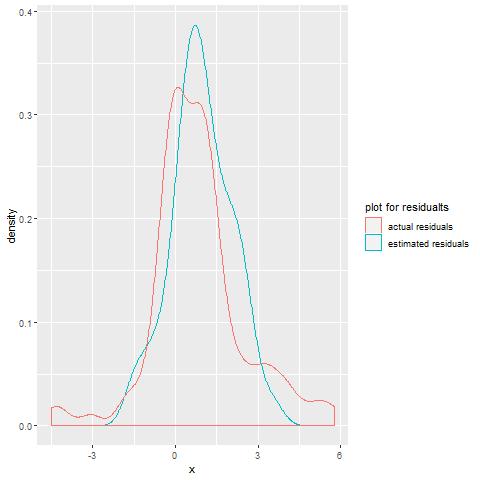 0.4
0.3
0.2
0.1
0.0
density
-3
0
3
6
x
plot for residualts
actual residuals
estimated residuals